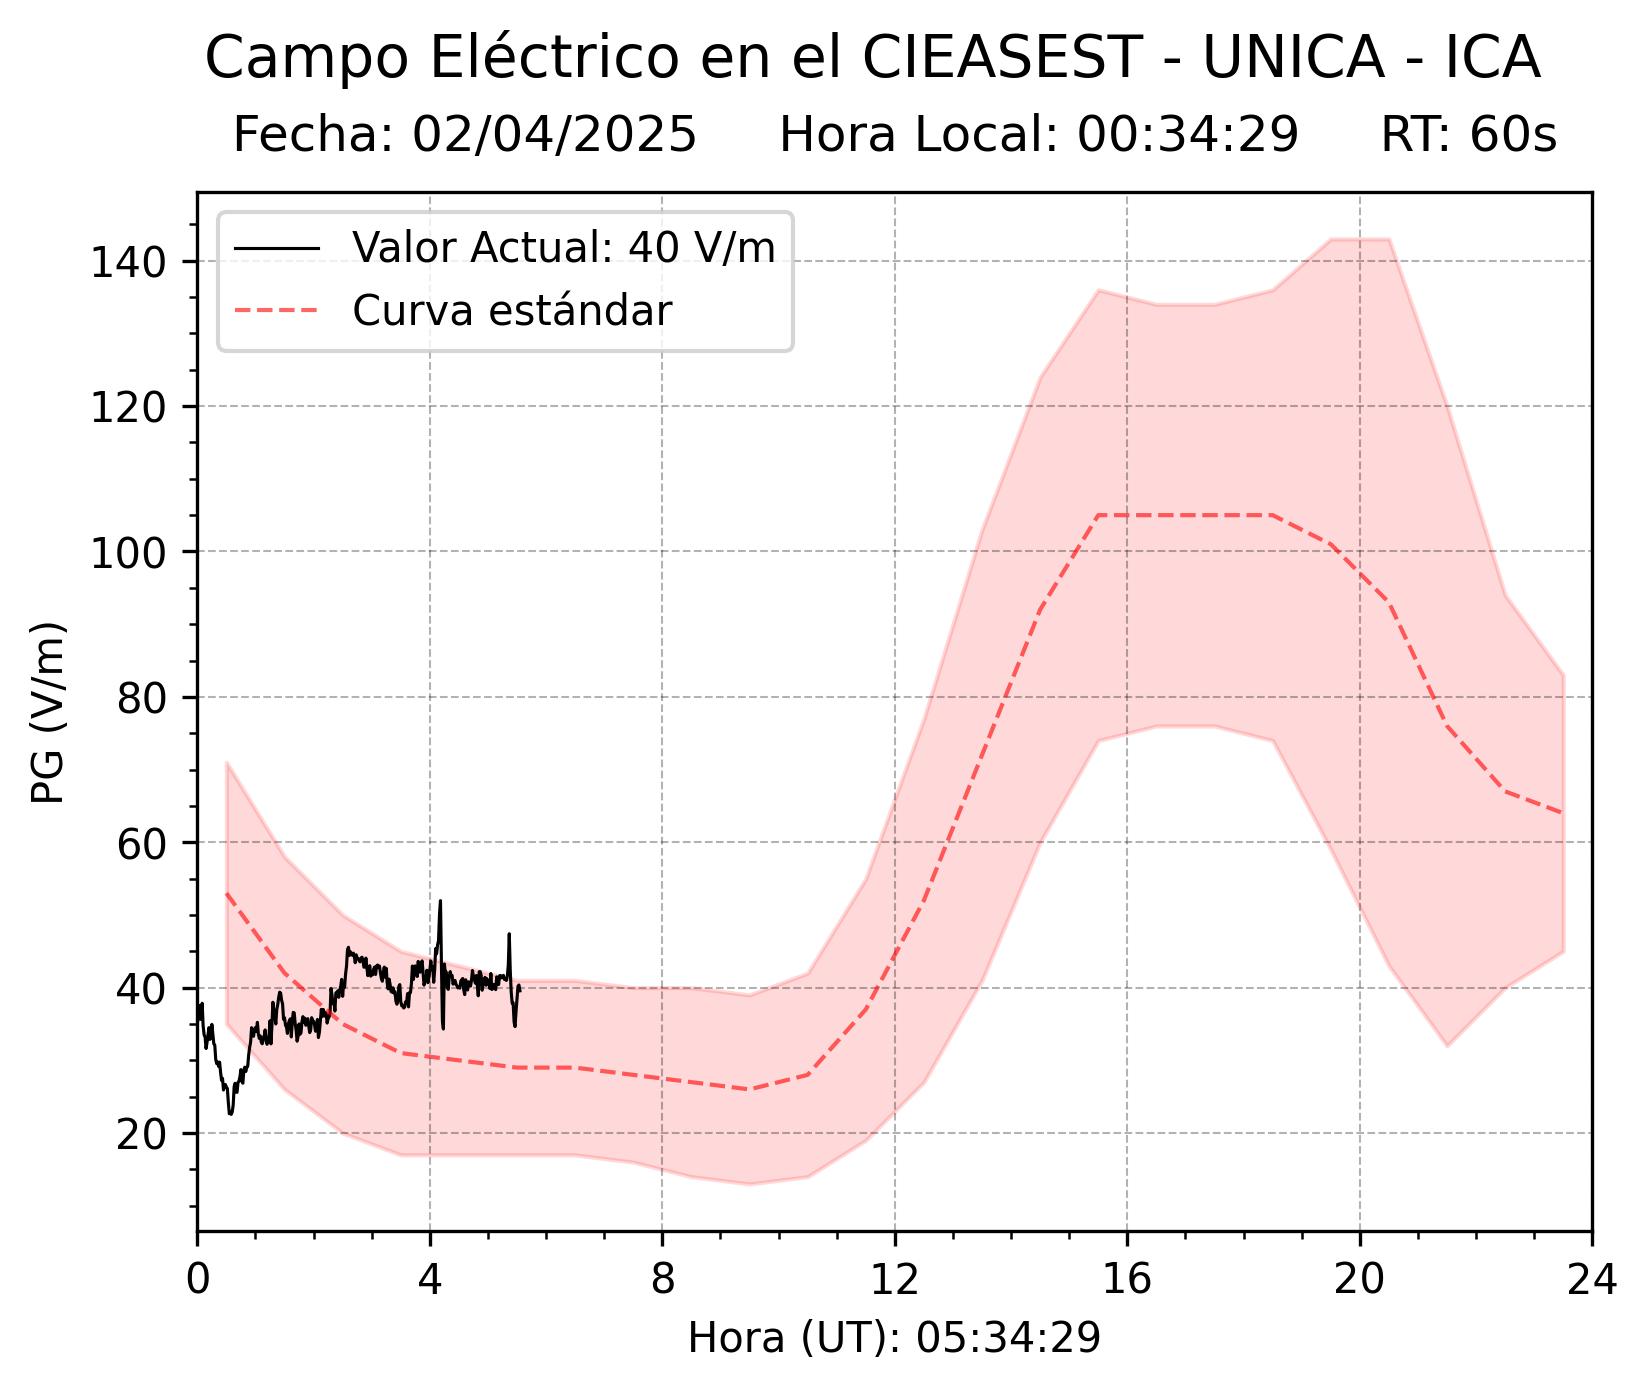 Campo Eléctrico en el CIEASEST - UNICA - ICA
Fecha: 02/04/2025 Hora Local: 00:34:29 RT: 60s
Valor Actual: 40 V/m
Curva estándar
PG (V/m)
140
120
100
80
60
40
20
0 4 8 12 16 20 24
Hora (UT): 05:34:29